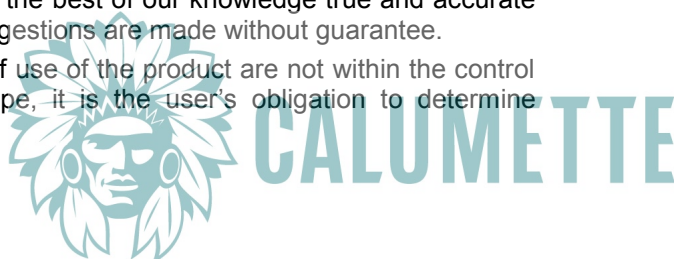 the best of our knowledge true and accurate
gestions are made without guarantee.
f use of the product are not within the control
pe, it is the user's obligation to determine
CALUMETTE